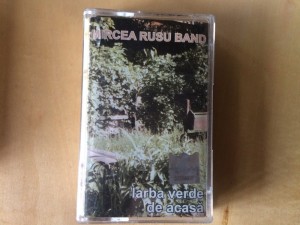 MIRCEA RUSU BAND
Iarba verde
de acasă